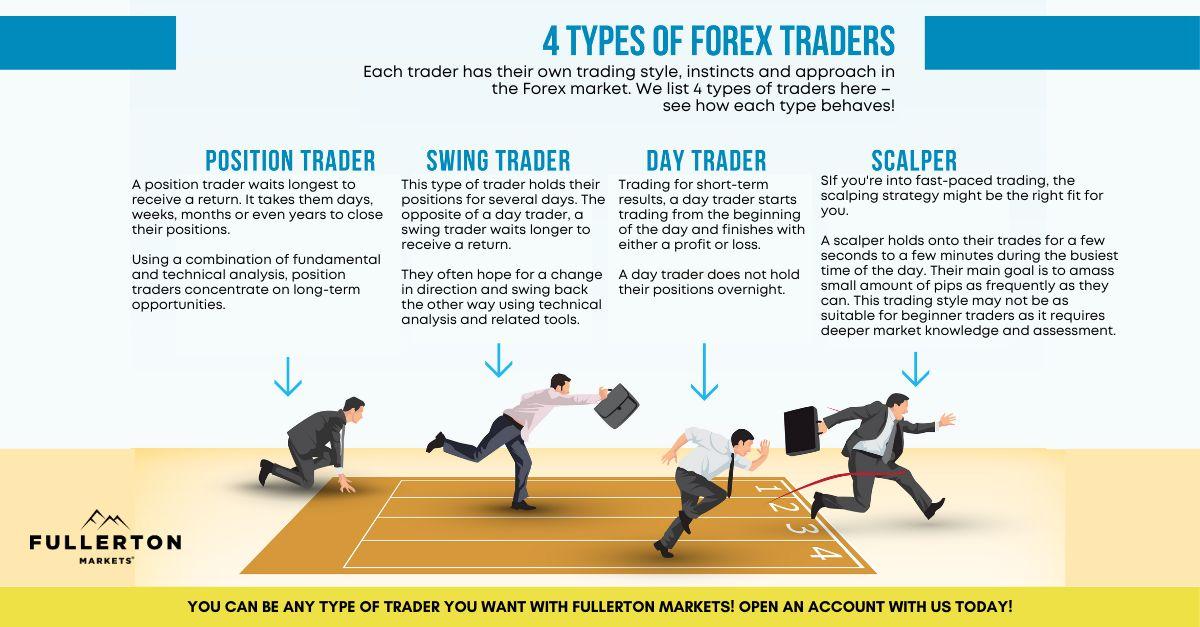 4 TYPES OF FOREX TRADERS
Each trader has their own trading style, instincts and approach in
the Forex market. We list 4 types of traders here –
see how each type behaves!
POSITION TRADER
A position trader waits longest to
receive a return. It takes them days,
weeks, months or even years to close
their positions.
Using a combination of fundamental
and technical analysis, position
traders concentrate on long-term
opportunities.
SWING TRADER
This type of trader holds their
positions for several days. The
opposite of a day trader, a
swing trader waits longer to
receive a return.
They often hope for a change
in direction and swing back
the other way using technical
analysis and related tools.
DAY TRADER
Trading for short-term
results, a day trader starts
trading from the beginning
of the day and finishes with
either a profit or loss.
A day trader does not hold
their positions overnight.
SCALPER
SIf you're into fast-paced trading, the
scalping strategy might be the right fit for
you.
A scalper holds onto their trades for a few
seconds to a few minutes during the busiest
time of the day. Their main goal is to amass
small amount of pips as frequently as they
can. This trading style may not be as
suitable for beginner traders as it requires
deeper market knowledge and assessment.
1
2
3
4
FULLERTON
MARKETS®
YOU CAN BE ANY TYPE OF TRADER YOU WANT WITH FULLERTON MARKETS! OPEN AN ACCOUNT WITH US TODAY!